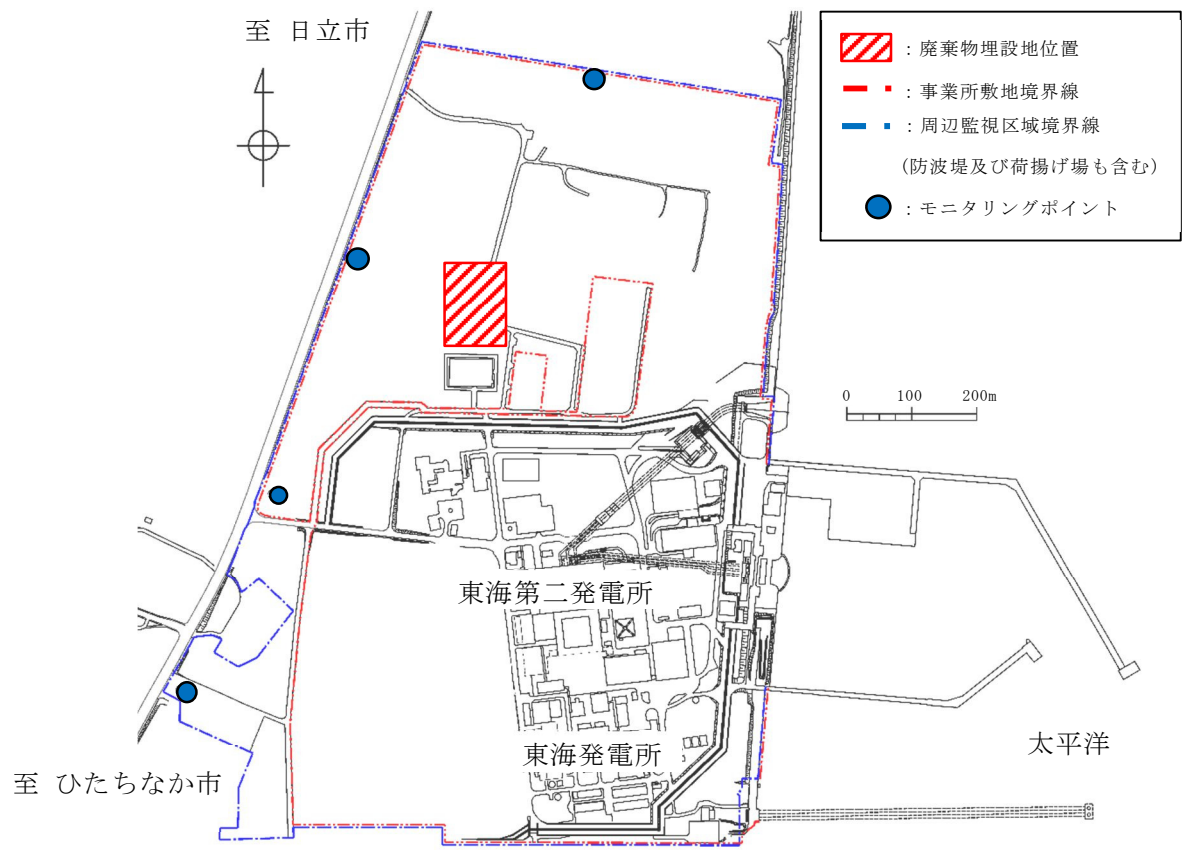 至 日立市
：廃棄物埋設地位置
：事業所敷地境界線
：周辺監視区域境界線
(防波堤及び荷揚げ場も含む)
：モニタリングポイント
0 100 200m
東海第二発電所
東海発電所
太平洋
至 ひたちなか市